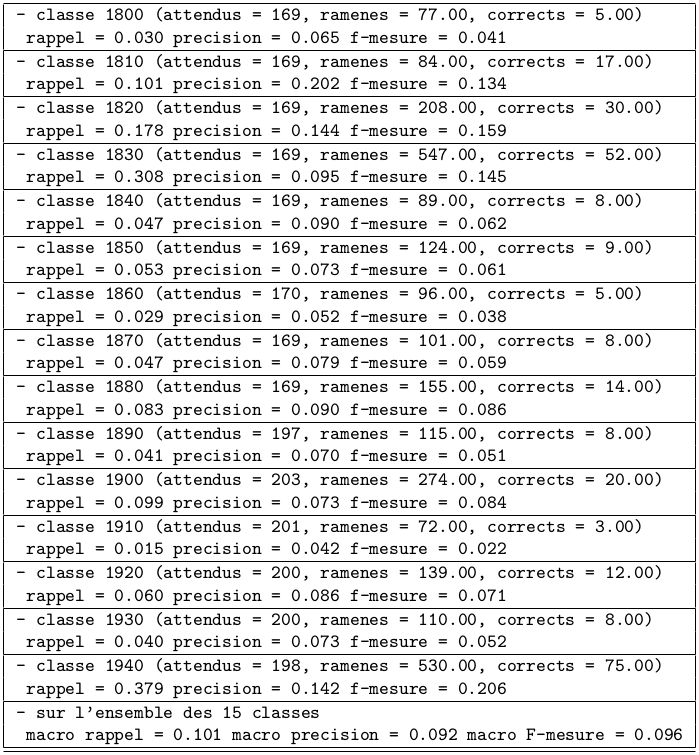 - classe 1800 (attendus = 169, ramenes = 77.00, corrects = 5.00)
rappel = 0.030 precision = 0.065 f-mesure = 0.041
- classe 1810 (attendus = 169, ramenes = 84.00, corrects = 17.00)
rappel = 0.101 precision = 0.202 f-mesure = 0.134
- classe 1820 (attendus = 169, ramenes = 208.00, corrects = 30.00)
rappel = 0.178 precision = 0.144 f-mesure = 0.159
- classe 1830 (attendus = 169, ramenes = 547.00, corrects = 52.00)
rappel = 0.308 precision = 0.095 f-mesure = 0.145
- classe 1840 (attendus = 169, ramenes = 89.00, corrects = 8.00)
rappel = 0.047 precision = 0.090 f-mesure = 0.062
- classe 1850 (attendus = 169, ramenes = 124.00, corrects = 9.00)
rappel = 0.053 precision = 0.073 f-mesure = 0.061
- classe 1860 (attendus = 170, ramenes = 96.00, corrects = 5.00)
rappel = 0.029 precision = 0.052 f-mesure = 0.038
- classe 1870 (attendus = 169, ramenes = 101.00, corrects = 8.00)
rappel = 0.047 precision = 0.079 f-mesure = 0.059
- classe 1880 (attendus = 169, ramenes = 155.00, corrects = 14.00)
rappel = 0.083 precision = 0.090 f-mesure = 0.086
- classe 1890 (attendus = 197, ramenes = 115.00, corrects = 8.00)
rappel = 0.041 precision = 0.070 f-mesure = 0.051
- classe 1900 (attendus = 203, ramenes = 274.00, corrects = 20.00)
rappel = 0.099 precision = 0.073 f-mesure = 0.084
- classe 1910 (attendus = 201, ramenes = 72.00, corrects = 3.00)
rappel = 0.015 precision = 0.042 f-mesure = 0.022
- classe 1920 (attendus = 200, ramenes = 139.00, corrects = 12.00)
rappel = 0.060 precision = 0.086 f-mesure = 0.071
- classe 1930 (attendus = 200, ramenes = 110.00, corrects = 8.00)
rappel = 0.040 precision = 0.073 f-mesure = 0.052
- classe 1940 (attendus = 198, ramenes = 530.00, corrects = 75.00)
rappel = 0.379 precision = 0.142 f-mesure = 0.206
- sur l'ensemble des 15 classes
macro rappel = 0.101 macro precision = 0.092 macro F-mesure = 0.096